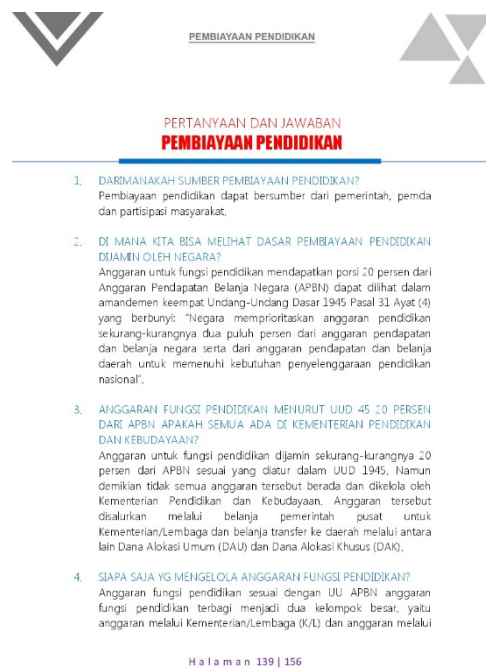 PEMBIAYAAN PENDIDIKAN
PERTANYAAN DAN JAWABAN
PEMBIAYAAN PENDIDIKAN
1. DARIMANAKAH SUMBER PEMBIAYAAN PENDIDIKAN?
Pembiayaan pendidikan dapat bersumber dari pemerintah, pemda
dan partisipasi masyarakat.
2. DI MANA KITA BISA MELIHAT DASAR PEMBIAYAAN PENDIDIKAN
DIJAMIN OLEH NEGARA?
Anggaran untuk fungsi pendidikan mendapatkan porsi 20 persen dari
Anggaran Pendapatan Belanja Negara (APBN) dapat dilihat dalam
amandemen keempat Undang-Undang Dasar 1945 Pasal 31 Ayat (4)
yang berbunyi: “Negara memprioritaskan anggaran pendidikan
sekurang-kurangnya dua puluh persen dari anggaran pendapatan
dan belanja negara serta dari anggaran pendapatan dan belanja
daerah untuk memenuhi kebutuhan penyelenggaraan pendidikan
nasional”.
3. ANGGARAN FUNGSI PENDIDIKAN MENURUT UUD 45 20 PERSEN
DARI APBN APAKAH SEMUA ADA DI KEMENTERIAN PENDIDIKAN
DAN KEBUDAYAAN?
Anggaran untuk fungsi pendidikan dijamin sekurang-kurangnya 20
persen dari APBN sesuai yang diatur dalam UUD 1945. Namun
demikian tidak semua anggaran tersebut berada dan dikelola oleh
Kementerian Pendidikan dan Kebudayaan. Anggaran tersebut
disalurkan melalui belanja pemerintah pusat untuk
Kementerian/Lembaga dan belanja transfer ke daerah melalui antara
lain Dana Alokasi Umum (DAU) dan Dana Alokasi Khusus (DAK).
4. SIAPA SAJA YG MENGELOLA ANGGARAN FUNGSI PENDIDIKAN?
Anggaran fungsi pendidikan sesuai dengan UU APBN anggaran
fungsi pendidikan terbagi menjadi dua kelompok besar, yaitu
anggaran melalui Kementerian/Lembaga (K/L) dan anggaran melalui
Halaman 139 | 156